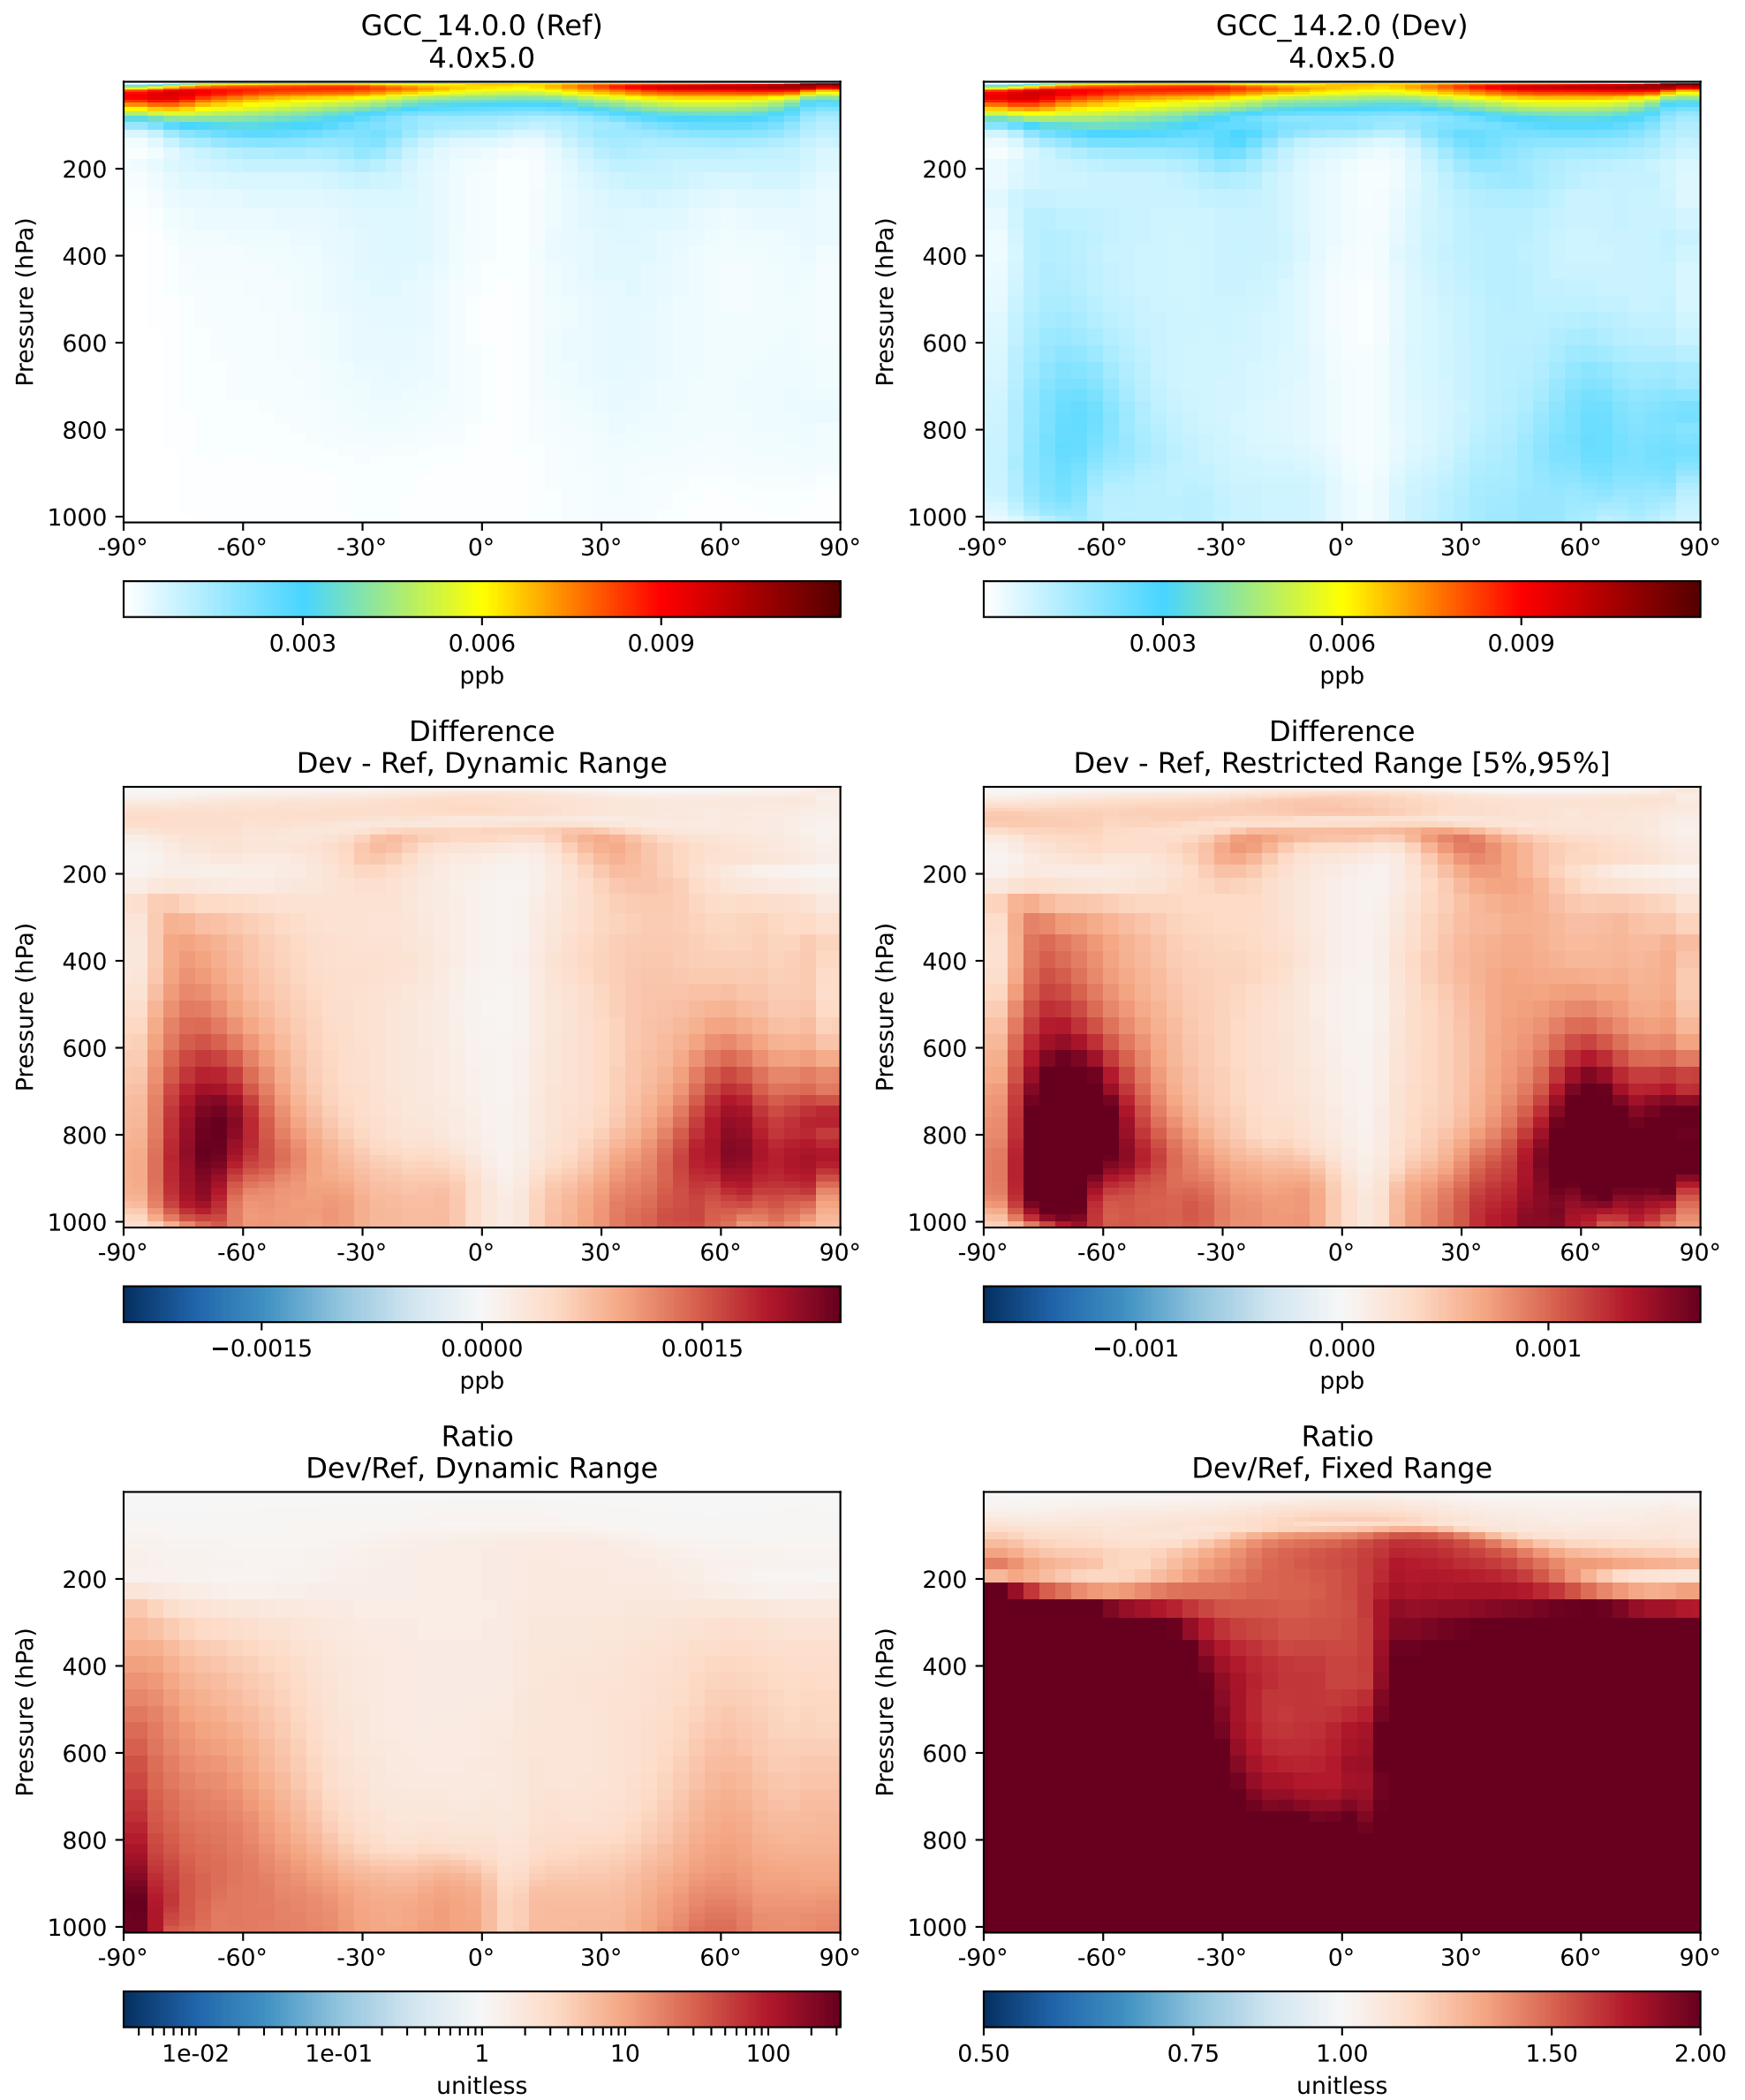 GCC_14.0.0 (Ref)
4.0x5.0
Pressure (hPa)
200
400
600
800
1000
-90° -60° -30° 0° 30° 60° 90°
0.003 0.006 0.009
ppb
GCC_14.2.0 (Dev)
4.0x5.0
Pressure (hPa)
200
400
600
800
1000
-90° -60° -30° 0° 30° 60° 90°
0.003 0.006 0.009
ppb
Difference
Dev - Ref, Dynamic Range
Pressure (hPa)
200
400
600
800
1000
-90° -60° -30° 0° 30° 60° 90°
−0.0015 0.0000 0.0015
ppb
Difference
Dev - Ref, Restricted Range [5%,95%]
Pressure (hPa)
200
400
600
800
1000
-90° -60° -30° 0° 30° 60° 90°
−0.001 0.000 0.001
ppb
Ratio
Dev/Ref, Dynamic Range
Pressure (hPa)
200
400
600
800
1000
-90° -60° -30° 0° 30° 60° 90°
1e-02 1e-01 1 10 100
unitless
Ratio
Dev/Ref, Fixed Range
Pressure (hPa)
200
400
600
800
1000
-90° -60° -30° 0° 30° 60° 90°
0.50 0.75 1.00 1.50 2.00
unitless